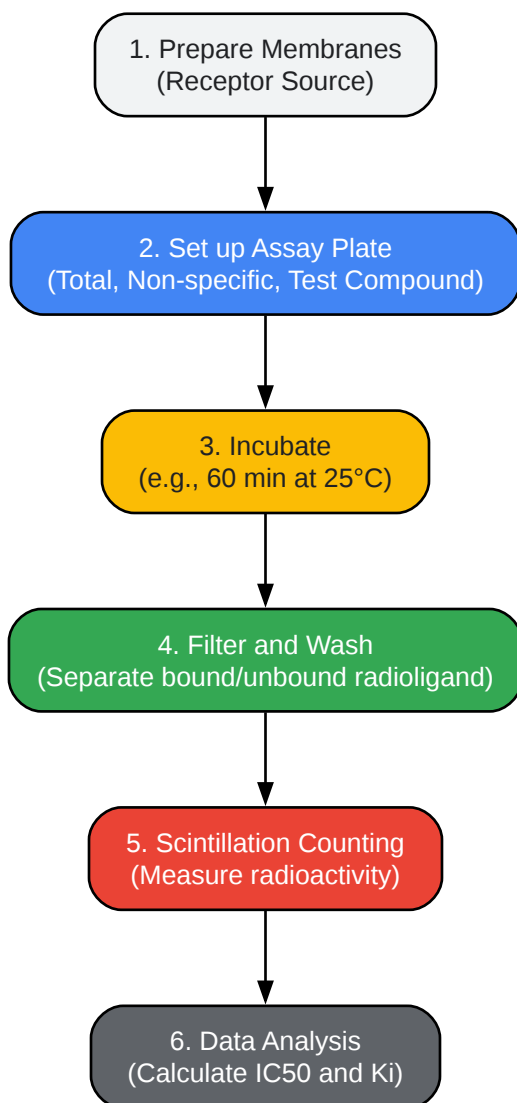 1. Prepare Membranes
(Receptor Source)
2. Set up Assay Plate
(Total, Non-specific, Test Compound)
3. Incubate
(e.g., 60 min at 25°C)
4. Filter and Wash
(Separate bound/unbound radioligand)
5. Scintillation Counting
(Measure radioactivity)
6. Data Analysis
(Calculate IC50 and Ki)